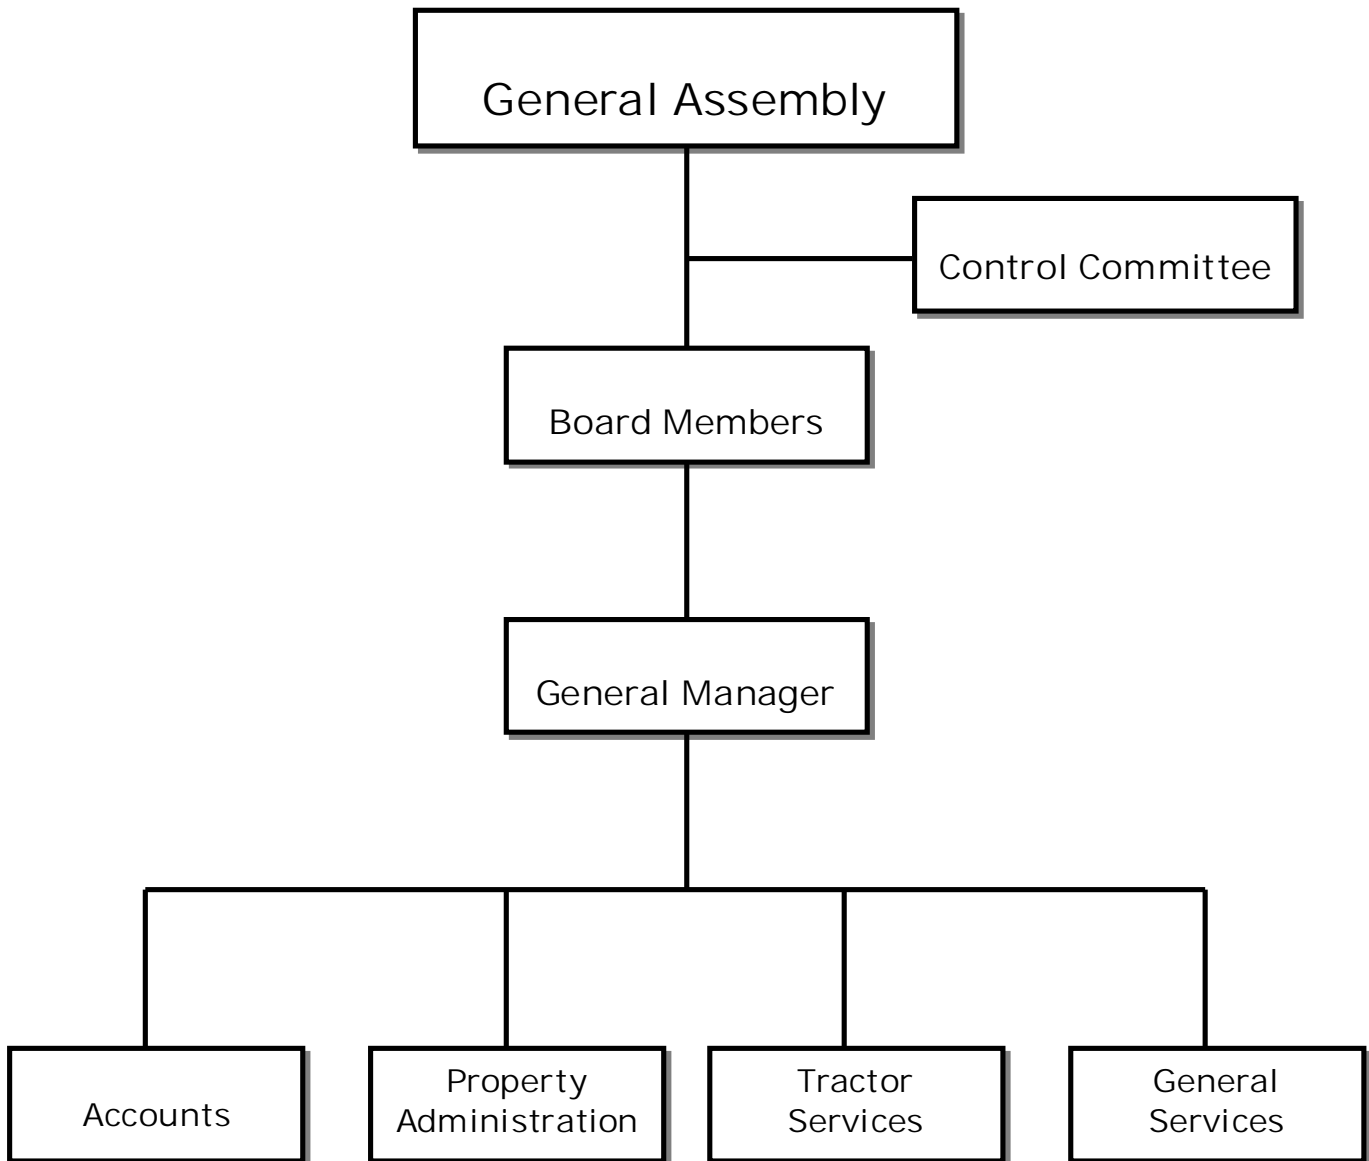 General Assembly
Control Committee
Board Members
General Manager
Accounts
Property
Administration
Tractor
Services
General
Services